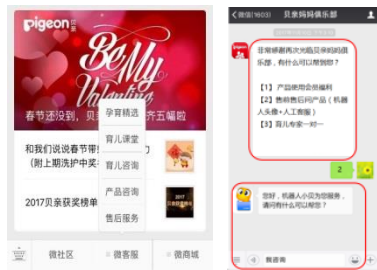 pigeon
Be My
Valentine
春节还没到，贝
齐五幅啦
孕育精选
育儿课堂
育儿咨询
产品咨询
售后服务
和我们说说春节带
（附上期洗护中奖
2017贝亲获奖榜单
微社区
微客服
微商城
微信(1603)
贝亲妈妈俱乐部
非常感谢再次光临贝亲妈妈俱
乐部，有什么可以帮到您？
【1】 产品使用会员福利
【2】售前售后问产品（机器
人头像+人工客服）
【3】育儿专家一对一
2
您好，机器人小贝为您服务，
请问有什么可以帮您？
我咨询